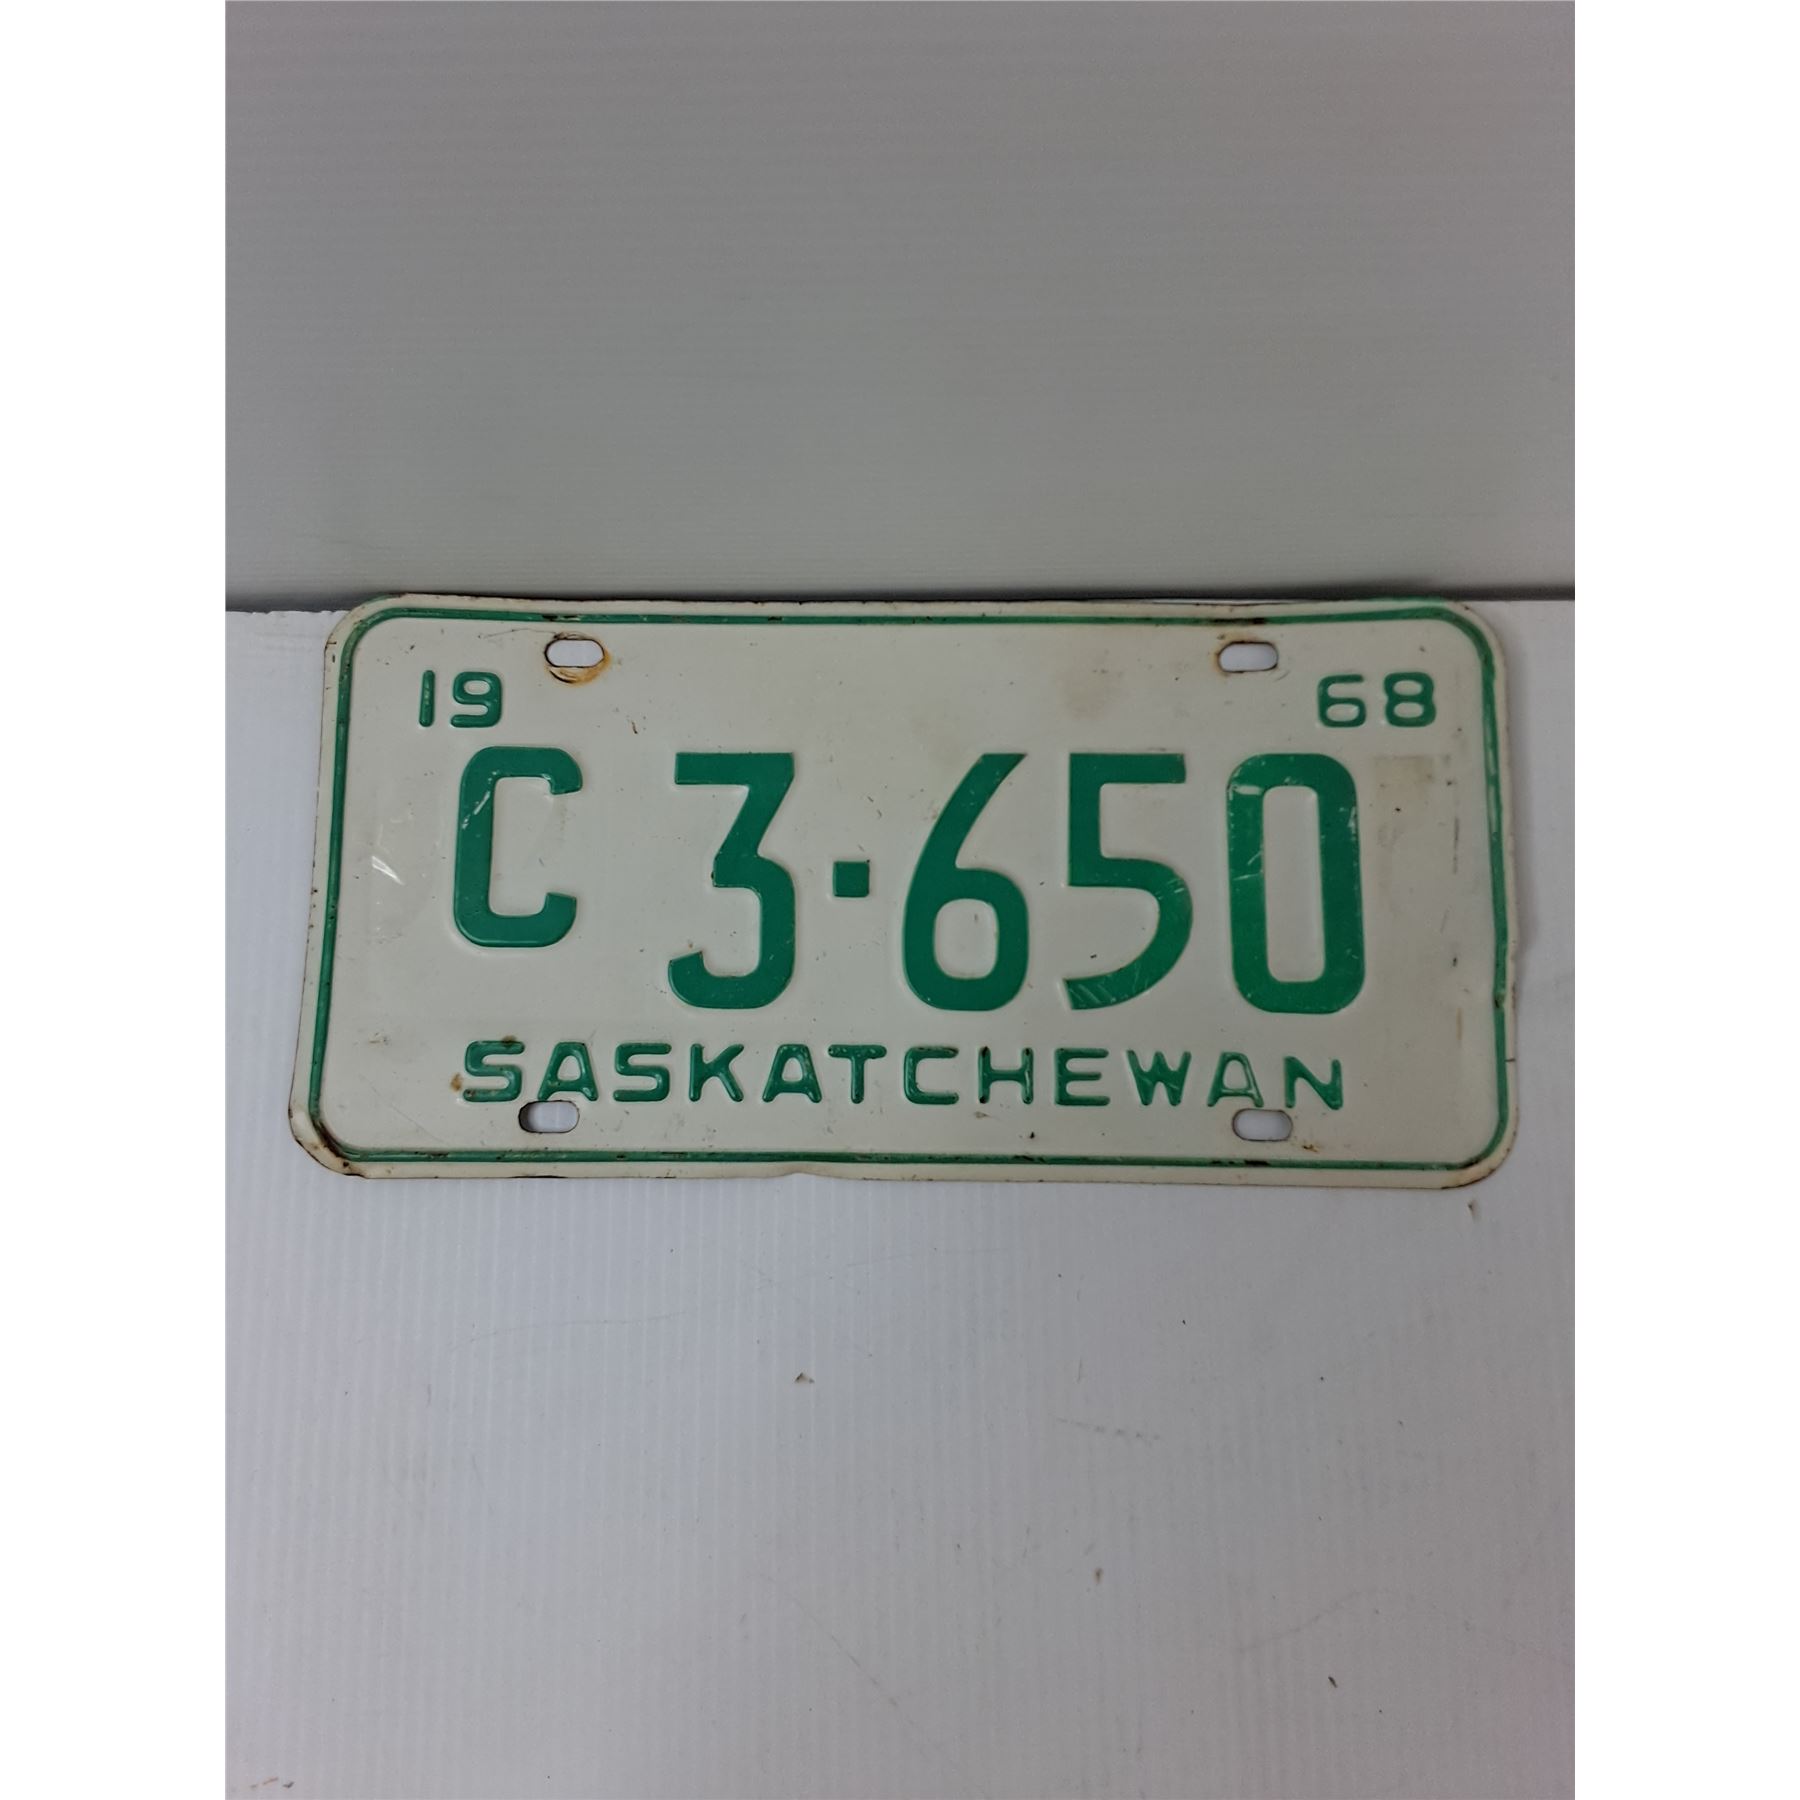 19 68
C 3-650
SASKATCHEWAN